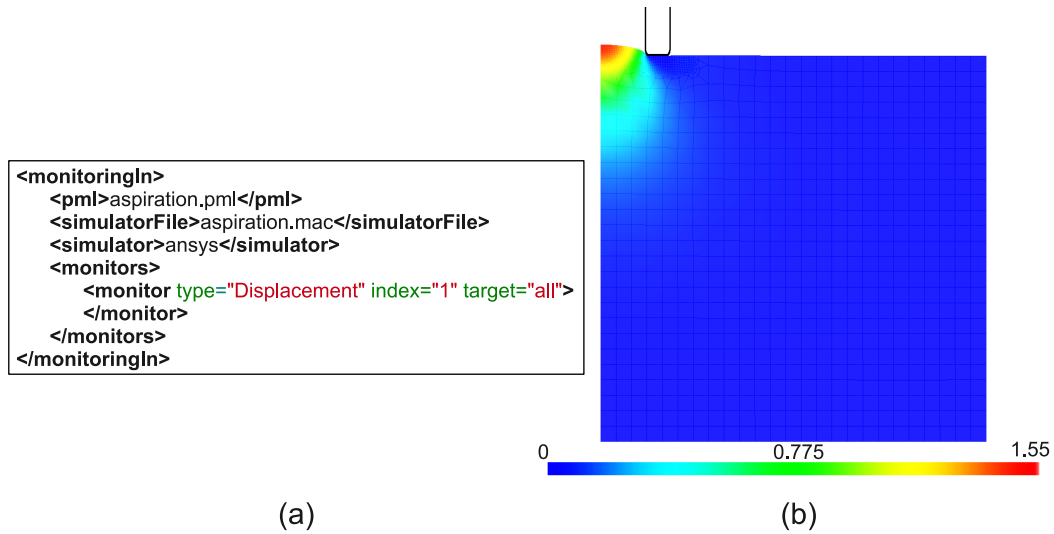 <monitoringIn>
<pml>aspiration.pml</pml>
<simulatorFile>aspiration.mac</simulatorFile>
<simulator>ansys</simulator>
<monitors>
<monitor type="Displacement" index="1" target="all">
</monitor>
</monitors>
</monitoringIn>
0 0.775 1.55
(a) (b)